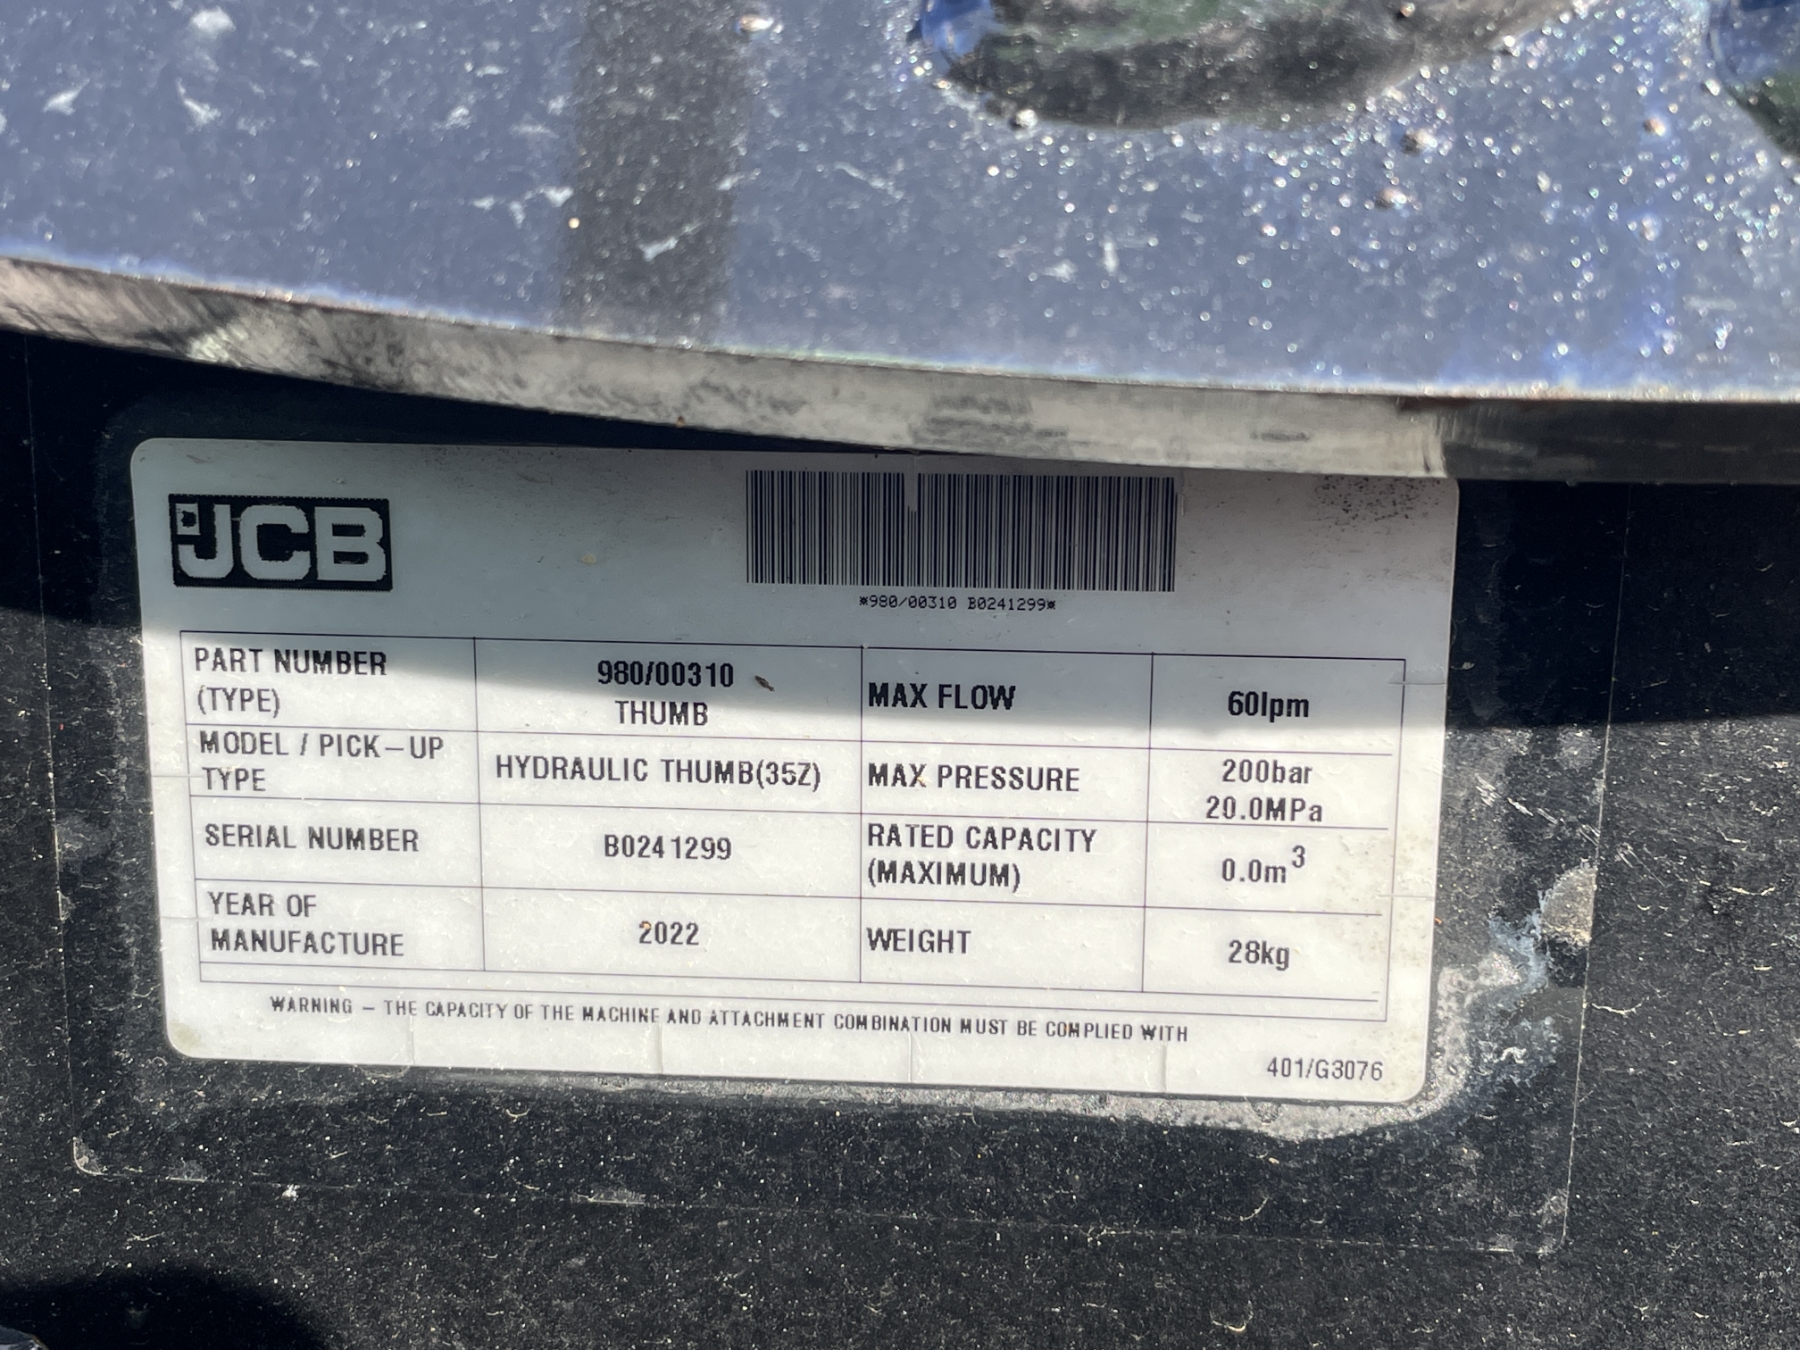 JCB
*980/00310 B0241299*
PART NUMBER
(TYPE)
980/00310
THUMB
MAX FLOW
60lpm
MODEL / PICK-UP
TYPE
HYDRAULIC THUMB(35Z)
MAX PRESSURE
200bar
20.0MPa
SERIAL NUMBER
B0241299
RATED CAPACITY
(MAXIMUM)
0.0m³
YEAR OF
MANUFACTURE
2022
WEIGHT
28kg
WARNING – THE CAPACITY OF THE MACHINE AND ATTACHMENT COMBINATION MUST BE COMPLIED WITH
401/G3076